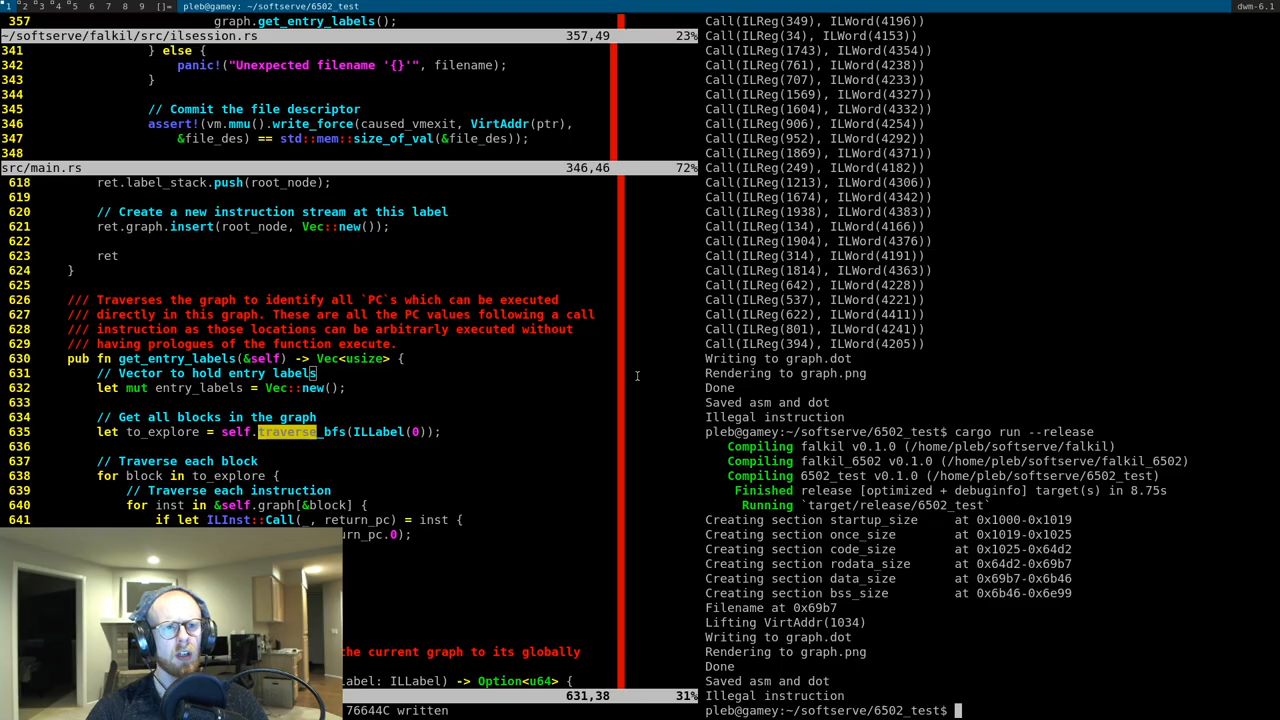 1 2 3 4 5 6 7 8 9 []= pleb@gamey: ~/softserve/6502_test dwm-6.1
357 graph.get_entry_labels();
~/softserve/falkil/src/ilsession.rs 357,49 23%
341 } else {
342 panic!("Unexpected filename '{}'", filename);
343 }
344
345 // Commit the file descriptor
346 assert!(vm.mmu().write_force(caused_vmexit, VirtAddr(ptr),
347 &file_des) == std::mem::size_of_val(&file_des));
348
src/main.rs 346,46 72%
618 ret.label_stack.push(root_node);
619
620 // Create a new instruction stream at this label
621 ret.graph.insert(root_node, Vec::new());
622
623 ret
624 }
625
626 /// Traverses the graph to identify all `PC`s which can be executed
627 /// directly in this graph. These are all the PC values following a call
628 /// instruction as those locations can be arbitrarly executed without
629 /// having prologues of the function execute.
630 pub fn get_entry_labels(&self) -> Vec<usize> {
631 // Vector to hold entry labels
632 let mut entry_labels = Vec::new();
633
634 // Get all blocks in the graph
635 let to_explore = self.traverse_bfs(ILLabel(0));
636
637 // Traverse each block
638 for block in to_explore {
639 // Traverse each instruction
640 for inst in &self.graph[&block] {
641 if let ILInst::Call(_, return_pc) = inst {
urn_pc.0);
the current graph to its globally
label: ILLabel) -> Option<u64> {
631,38 31%
76644C written
Call(ILReg(349), ILWord(4196))
Call(ILReg(34), ILWord(4153))
Call(ILReg(1743), ILWord(4354))
Call(ILReg(761), ILWord(4238))
Call(ILReg(707), ILWord(4233))
Call(ILReg(1569), ILWord(4327))
Call(ILReg(1604), ILWord(4332))
Call(ILReg(906), ILWord(4254))
Call(ILReg(952), ILWord(4292))
Call(ILReg(1869), ILWord(4371))
Call(ILReg(249), ILWord(4182))
Call(ILReg(1213), ILWord(4306))
Call(ILReg(1674), ILWord(4342))
Call(ILReg(1938), ILWord(4383))
Call(ILReg(134), ILWord(4166))
Call(ILReg(1904), ILWord(4376))
Call(ILReg(314), ILWord(4191))
Call(ILReg(1814), ILWord(4363))
Call(ILReg(642), ILWord(4228))
Call(ILReg(537), ILWord(4221))
Call(ILReg(622), ILWord(4411))
Call(ILReg(801), ILWord(4241))
Call(ILReg(394), ILWord(4205))
Writing to graph.dot
Rendering to graph.png
Done
Saved asm and dot
Illegal instruction
pleb@gamey:~/softserve/6502_test$ cargo run --release
Compiling falkil v0.1.0 (/home/pleb/softserve/falkil)
Compiling falkil_6502 v0.1.0 (/home/pleb/softserve/falkil_6502)
Compiling 6502_test v0.1.0 (/home/pleb/softserve/6502_test)
Finished release [optimized + debuginfo] target(s) in 8.75s
Running `target/release/6502_test`
Creating section startup_size at 0x1000-0x1019
Creating section once_size at 0x1019-0x1025
Creating section code_size at 0x1025-0x64d2
Creating section rodata_size at 0x64d2-0x69b7
Creating section data_size at 0x69b7-0x6b46
Creating section bss_size at 0x6b46-0x6e99
Filename at 0x69b7
Lifting VirtAddr(1034)
Writing to graph.dot
Rendering to graph.png
Done
Saved asm and dot
Illegal instruction
pleb@gamey:~/softserve/6502_test$